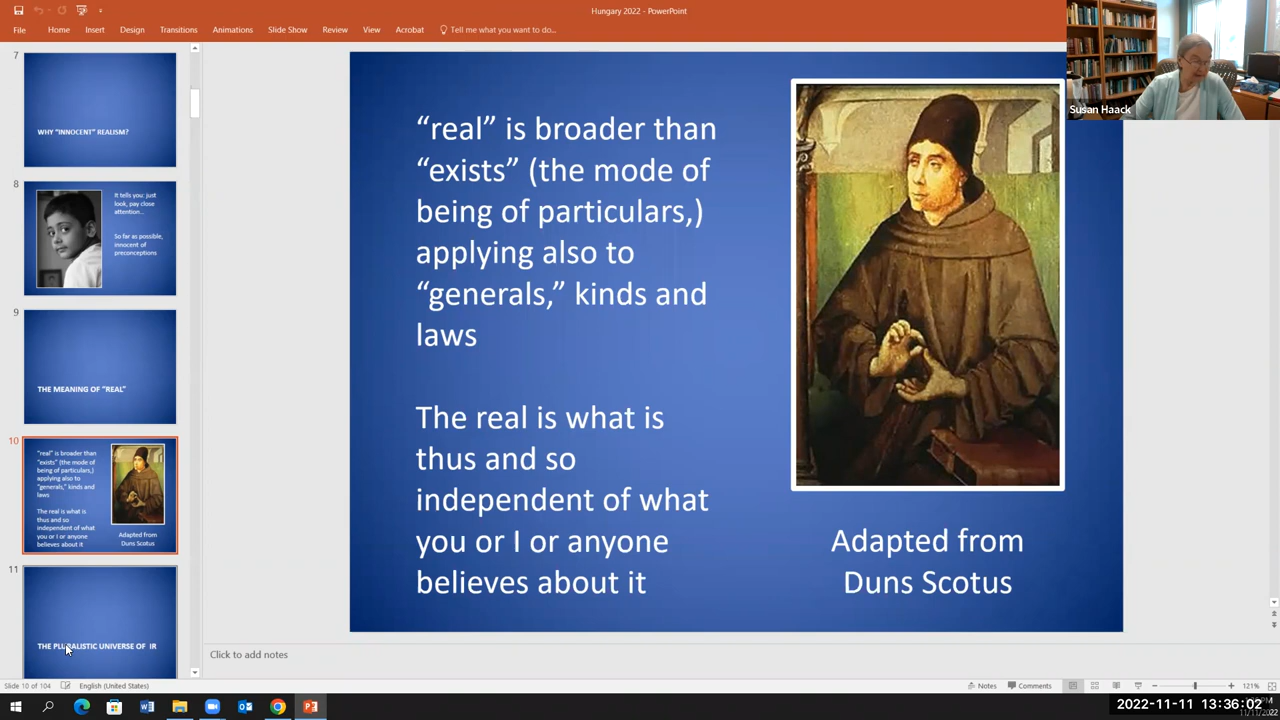 Hungary 2022 - PowerPoint
File Home Insert Design Transitions Animations Slide Show Review View Acrobat Tell me what you want to do...
Susan Haack
7
WHY “INNOCENT” REALISM?
8
It tells you: just
look, pay close
attention...
So far as possible,
innocent of
preconceptions
9
THE MEANING OF “REAL”
10
“real” is broader than
“exists” (the mode of
being of particulars,)
applying also to
“generals,” kinds and
laws
The real is what is
thus and so
independent of what
you or I or anyone
believes about it
Adapted from
Duns Scotus
11
THE PLURALISTIC UNIVERSE OF IR
“real” is broader than
“exists” (the mode of
being of particulars,)
applying also to
“generals,” kinds and
laws
The real is what is
thus and so
independent of what
you or I or anyone
believes about it
Adapted from
Duns Scotus
Click to add notes
Slide 10 of 104 English (United States) Notes Comments 121%
2022-11-11 13:36:02
11/11/2022